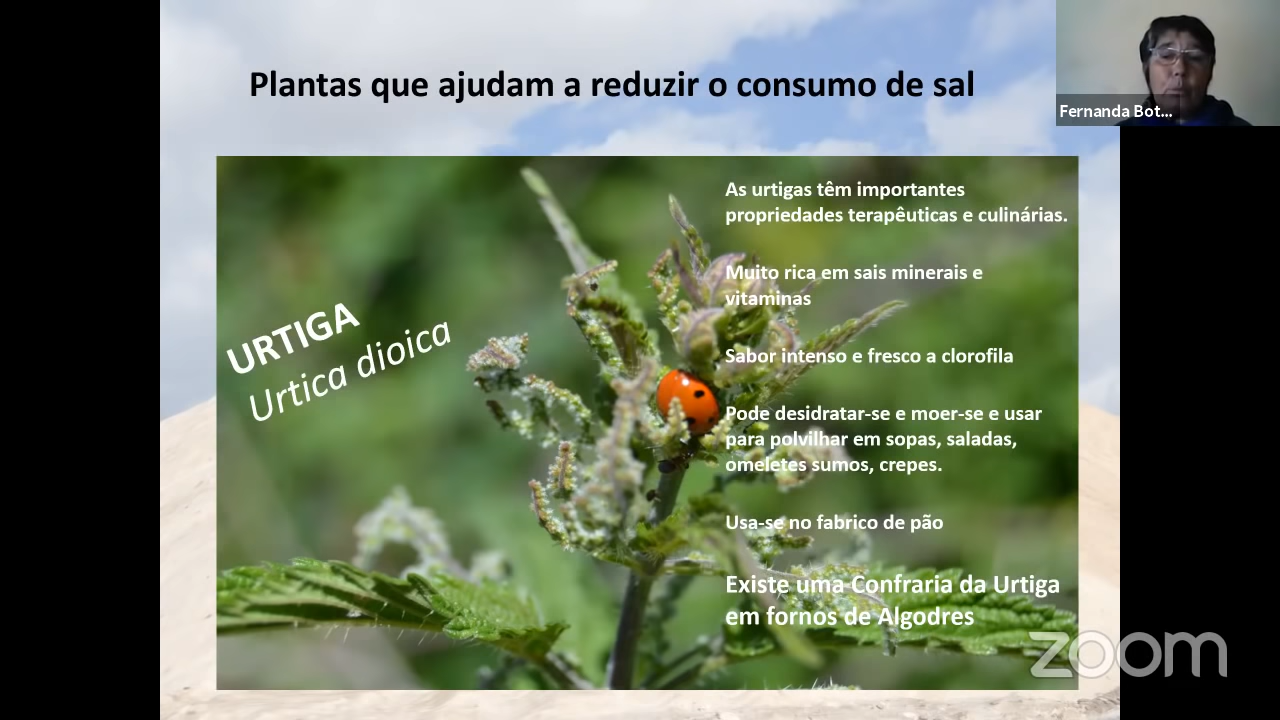 Plantas que ajudam a reduzir o consumo de sal
Fernanda Bot...
As urtigas têm importantes
propriedades terapêuticas e culinárias.
Muito rica em sais minerais e
vitaminas
URTIGA
Urtica dioica
Sabor intenso e fresco a clorofila
Pode desidratar-se e moer-se e usar
para polvilhar em sopas, saladas,
omeletes sumos, crepes.
Usa-se no fabrico de pão
Existe uma Confraria da Urtiga
em fornos de Algodres
zoom